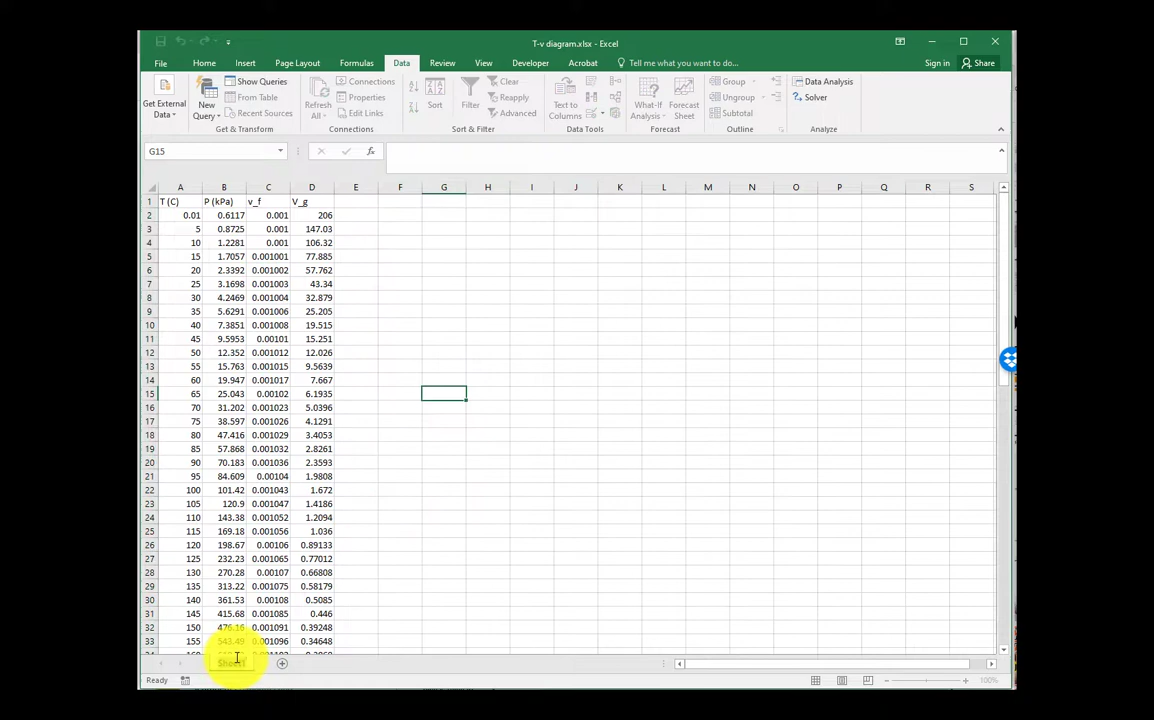 T-v diagram.xlsx - Excel
File Home Insert Page Layout Formulas Data Review View Developer Acrobat Tell me what you want to do... Sign in Share
Get External Data
New Query
Show Queries
From Table
Recent Sources
Get & Transform
Refresh All
Connections
Properties
Edit Links
Connections
Sort
Filter
Clear
Reapply
Advanced
Sort & Filter
Text to Columns
Data Tools
What-If Analysis
Forecast Sheet
Forecast
Group
Ungroup
Subtotal
Outline
Data Analysis
Solver
Analyze
G15 fx
A B C D E F G H I J K L M N O P Q R S
1 T (C) P (kPa) v_f V_g
2 0.01 0.6117 0.001 206
3 5 0.8725 0.001 147.03
4 10 1.2281 0.001 106.32
5 15 1.7057 0.001001 77.885
6 20 2.3392 0.001002 57.762
7 25 3.1698 0.001003 43.34
8 30 4.2469 0.001004 32.879
9 35 5.6291 0.001006 25.205
10 40 7.3851 0.001008 19.515
11 45 9.5953 0.00101 15.251
12 50 12.352 0.001012 12.026
13 55 15.763 0.001015 9.5639
14 60 19.947 0.001017 7.667
15 65 25.043 0.00102 6.1935
16 70 31.202 0.001023 5.0396
17 75 38.597 0.001026 4.1291
18 80 47.416 0.001029 3.4053
19 85 57.868 0.001032 2.8261
20 90 70.183 0.001036 2.3593
21 95 84.609 0.00104 1.9808
22 100 101.42 0.001043 1.672
23 105 120.9 0.001047 1.4186
24 110 143.38 0.001052 1.2094
25 115 169.18 0.001056 1.036
26 120 198.67 0.00106 0.89133
27 125 232.23 0.001065 0.77012
28 130 270.28 0.00107 0.66808
29 135 313.22 0.001075 0.58179
30 140 361.53 0.00108 0.5085
31 145 415.68 0.001085 0.446
32 150 476.16 0.001091 0.39248
33 155 543.49 0.001096 0.34648
Sheet1
Ready 100%